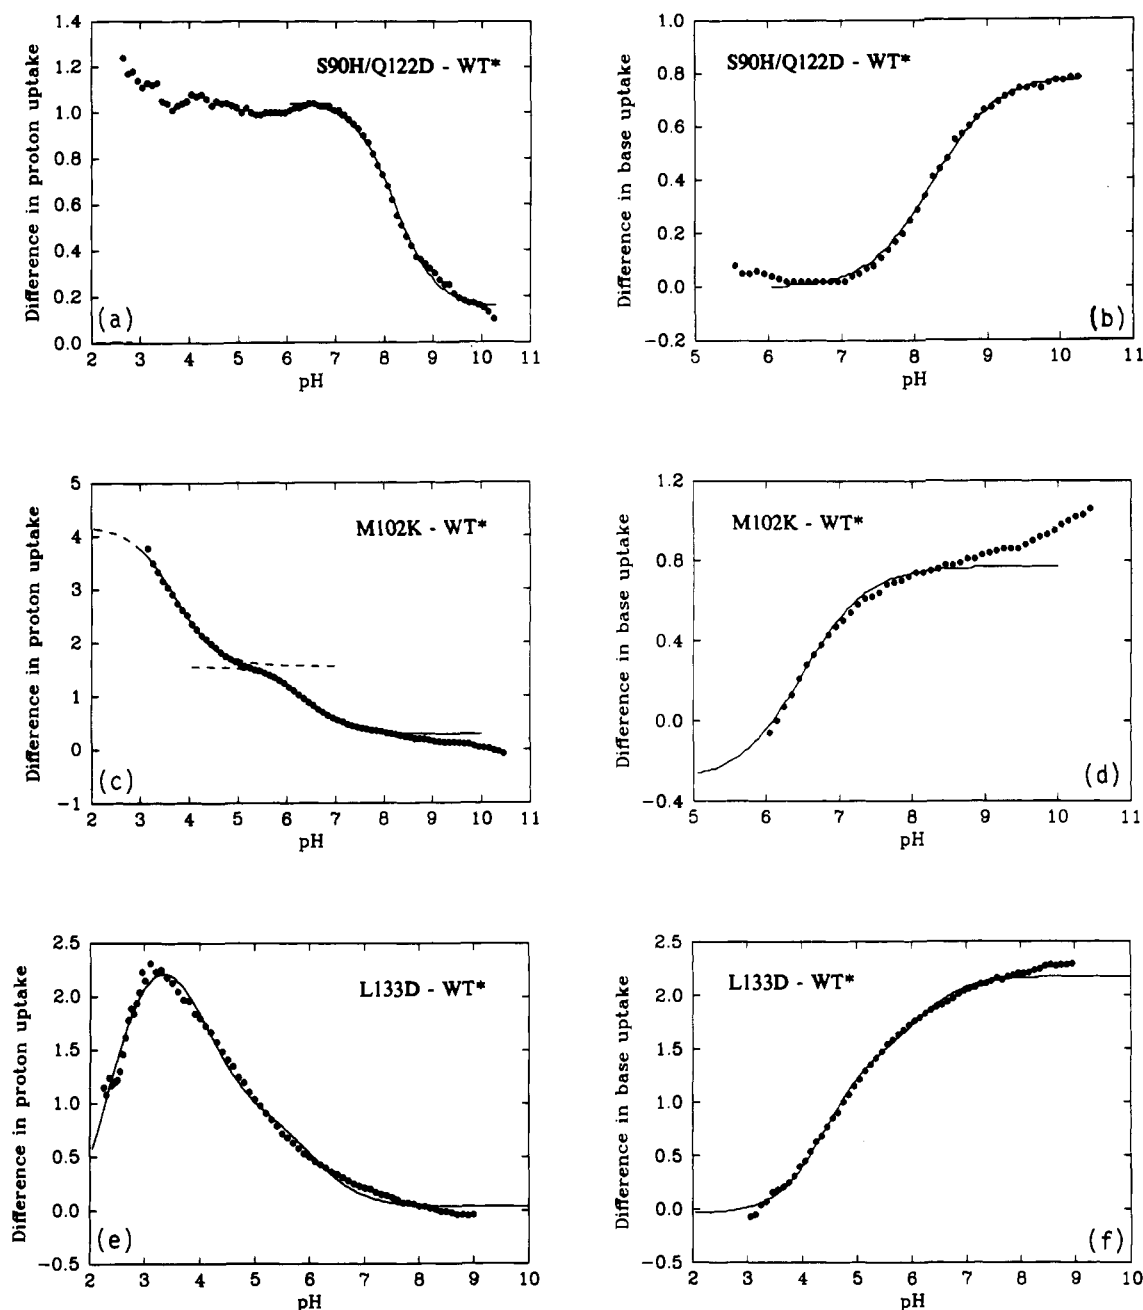 S90H/Q122D - WT*
Difference in proton uptake
1.4
1.2
1.0
0.8
0.6
0.4
0.2
0.0
2 3 4 5 6 7 8 9 10 11
pH
(a)
S90H/Q122D - WT*
Difference in base uptake
1.0
0.8
0.6
0.4
0.2
0.0
-0.2
5 6 7 8 9 10 11
pH
(b)
M102K - WT*
Difference in proton uptake
5
4
3
2
1
0
-1
2 3 4 5 6 7 8 9 10 11
pH
(c)
M102K - WT*
Difference in base uptake
1.2
0.8
0.4
0.0
-0.4
5 6 7 8 9 10 11
pH
(d)
L133D - WT*
Difference in proton uptake
2.5
2.0
1.5
1.0
0.5
0.0
-0.5
2 3 4 5 6 7 8 9 10
pH
(e)
L133D - WT*
Difference in base uptake
2.5
2.0
1.5
1.0
0.5
0.0
-0.5
2 3 4 5 6 7 8 9 10
pH
(f)